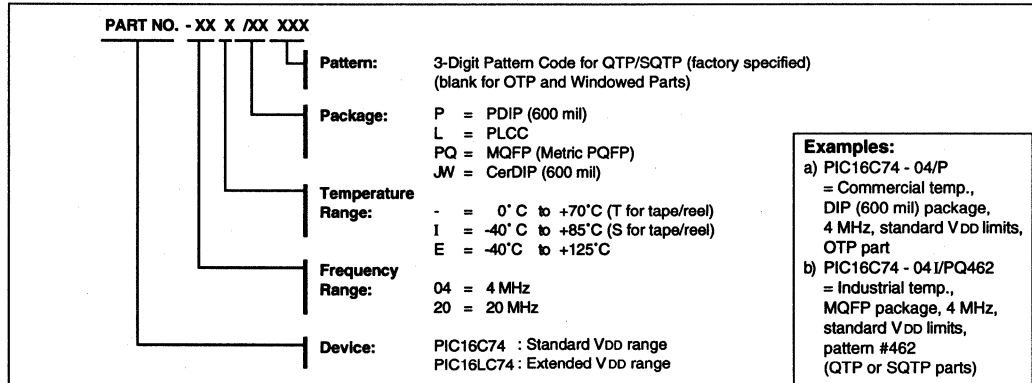 PART NO. - XX X /XX XXX
Pattern: 3-Digit Pattern Code for QTP/SQTP (factory specified)
(blank for OTP and Windowed Parts)
Package: P = PDIP (600 mil)
L = PLCC
PQ = MQFP (Metric PQFP)
JW = CerDIP (600 mil)
Temperature
Range: - = 0˚ C to +70˚C (T for tape/reel)
I = -40˚C to +85˚C (S for tape/reel)
E = -40˚C to +125˚C
Frequency
Range: 04 = 4 MHz
20 = 20 MHz
Device: PIC16C74 : Standard VDD range
PIC16LC74 : Extended VDD range
Examples:
a) PIC16C74 - 04/P
= Commercial temp.,
DIP (600 mil) package,
4 MHz, standard VDD limits,
OTP part
b) PIC16C74 - 04 I/PQ462
= Industrial temp.,
MQFP package, 4 MHz,
standard VDD limits,
pattern #462
(QTP or SQTP parts)